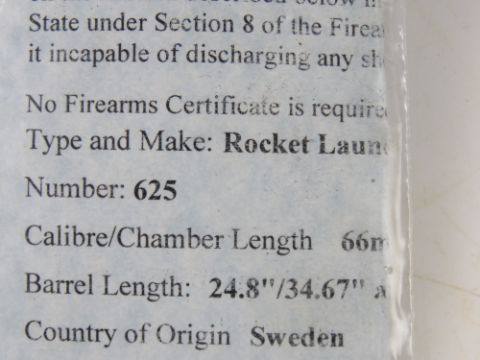 State under Section 8 of the Firea
it incapable of discharging any sh
No Firearms Certificate is require
Type and Make: Rocket Laun
Number: 625
Calibre/Chamber Length 66m
Barrel Length: 24.8"/34.67" a
Country of Origin Sweden